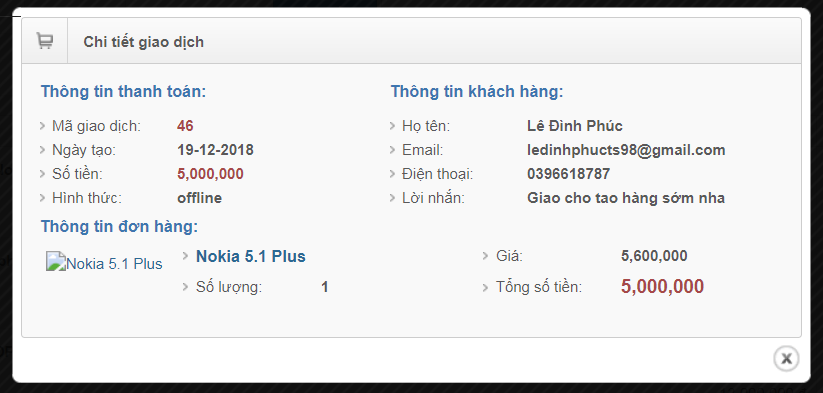 Chi tiết giao dịch
Thông tin thanh toán:
Mã giao dịch: 46
Ngày tạo: 19-12-2018
Số tiền: 5,000,000
Hình thức: offline
Thông tin khách hàng:
Họ tên: Lê Đình Phúc
Email: ledinhphucts98@gmail.com
Điện thoại: 0396618787
Lời nhắn: Giao cho tao hàng sớm nha
Thông tin đơn hàng:
Nokia 5.1 Plus
Nokia 5.1 Plus
Số lượng: 1
Giá: 5,600,000
Tổng số tiền: 5,000,000
X